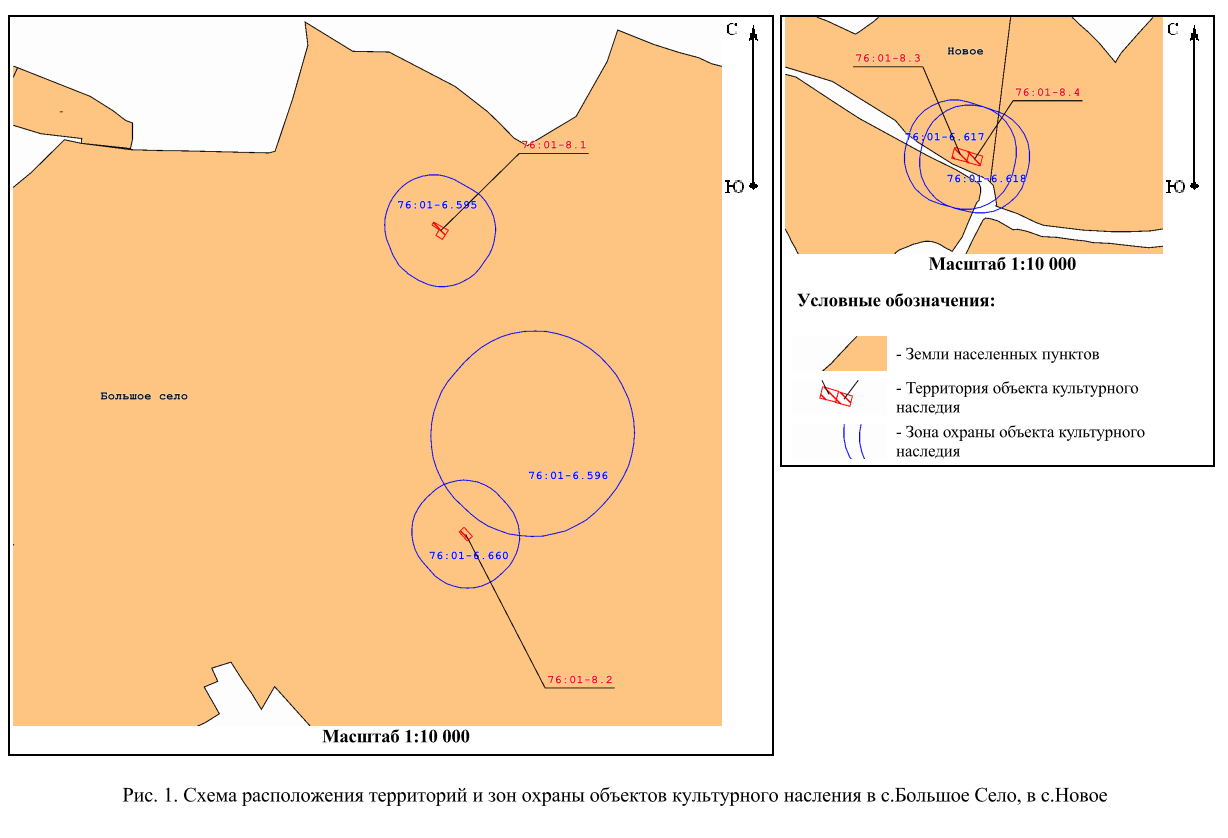 С
Ю
76:01-8.1
76:01-6.595
Большое село
76:01-6.596
76:01-6.660
76:01-8.2
Масштаб 1:10 000
С
Ю
Новое
76:01-8.3
76:01-8.4
76:01-6.617
76:01-6.618
Масштаб 1:10 000
Условные обозначения:
- Земли населенных пунктов
- Территория объекта культурного
наследия
- Зона охраны объекта культурного
наследия
Рис. 1. Схема расположения территорий и зон охраны объектов культурного насления в с.Большое Село, в с.Новое